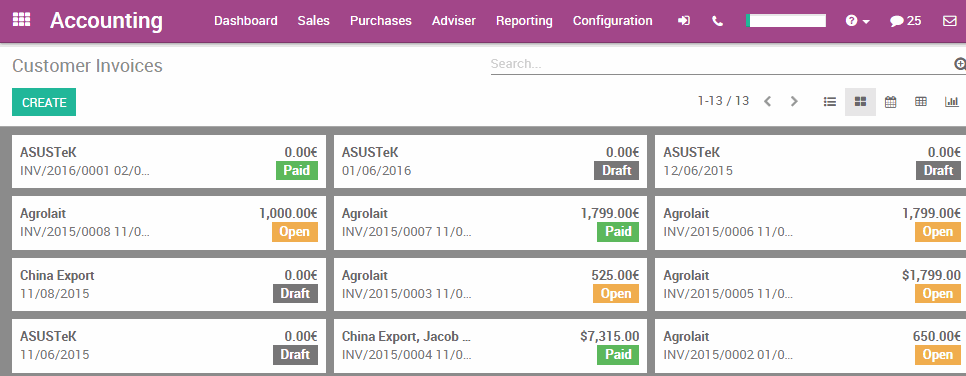 Accounting Dashboard Sales Purchases Adviser Reporting Configuration 25
Customer Invoices Search...
CREATE 1-13 / 13
ASUSTeK 0.00€ ASUSTeK 0.00€ ASUSTeK 0.00€
INV/2016/0001 02/0... Paid 01/06/2016 Draft 12/06/2015 Draft
Agrolait 1,000.00€ Agrolait 1,799.00€ Agrolait 1,799.00€
INV/2015/0008 11/0... Open INV/2015/0007 11/0... Paid INV/2015/0006 11/0... Open
China Export 0.00€ Agrolait 525.00€ Agrolait $1,799.00
11/08/2015 Draft INV/2015/0003 11/0... Open INV/2015/0005 11/0... Open
ASUSTeK 0.00€ China Export, Jacob ... $7,315.00 Agrolait 650.00€
11/06/2015 Draft INV/2015/0004 11/0... Paid INV/2015/0002 01/0... Open